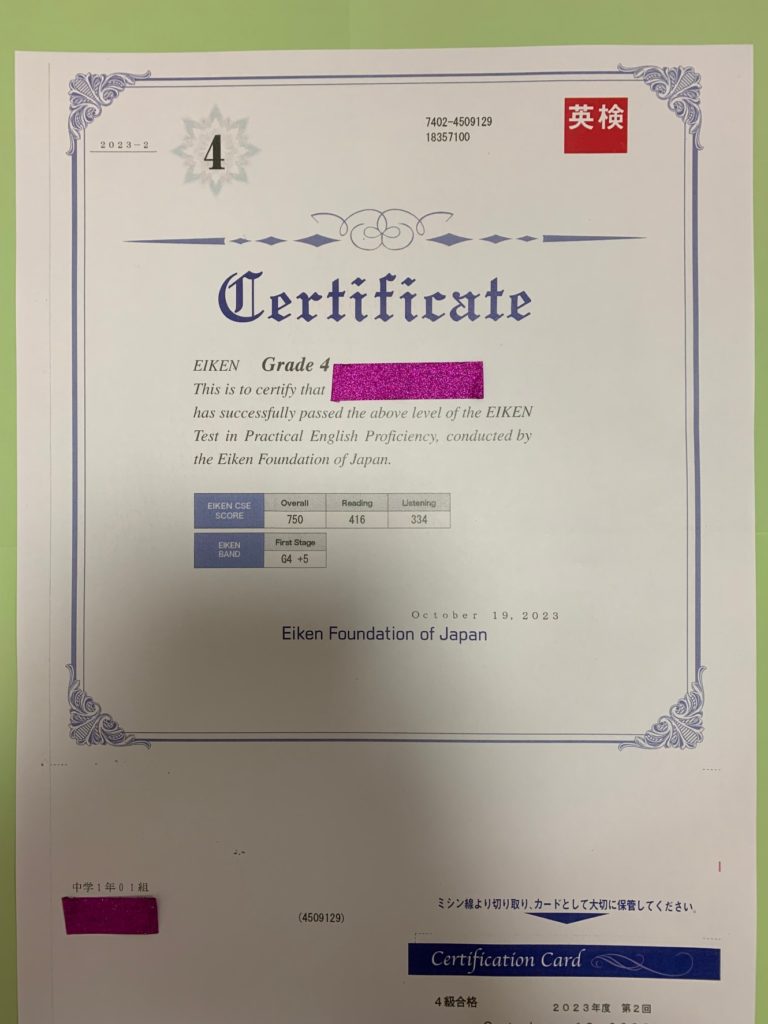 2023-2
4
7402-4509129
18357100
英検
Certificate
EIKEN Grade 4
This is to certify that
has successfully passed the above level of the EIKEN
Test in Practical English Proficiency, conducted by
the Eiken Foundation of Japan.
EIKEN CSE SCORE
Overall Reading Listening
750 416 334
EIKEN BAND
First Stage
G4 +5
October 19, 2023
Eiken Foundation of Japan
中学1年01組
(4509129)
ミシン線より切り取り、カードとして大切に保管してください。
Certification Card
4級合格 2023年度 第2回